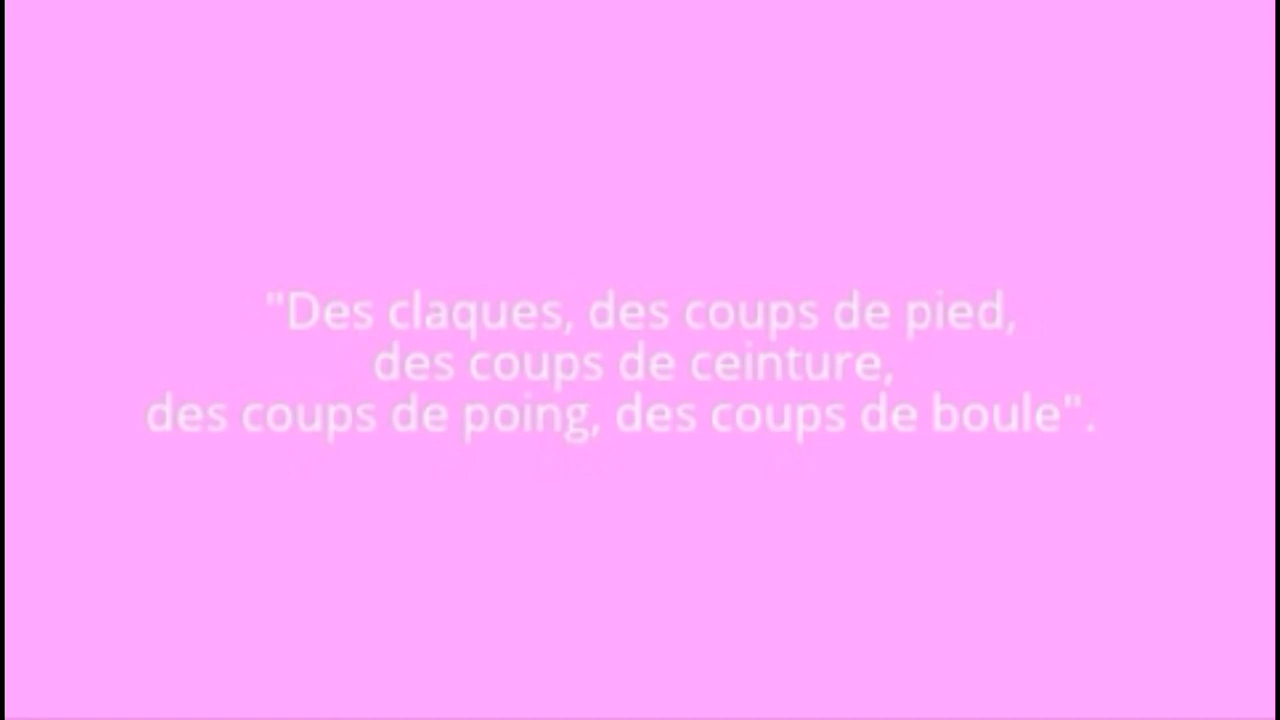 "Des claques, des coups de pied,
des coups de ceinture,
des coups de poing, des coups de boule".